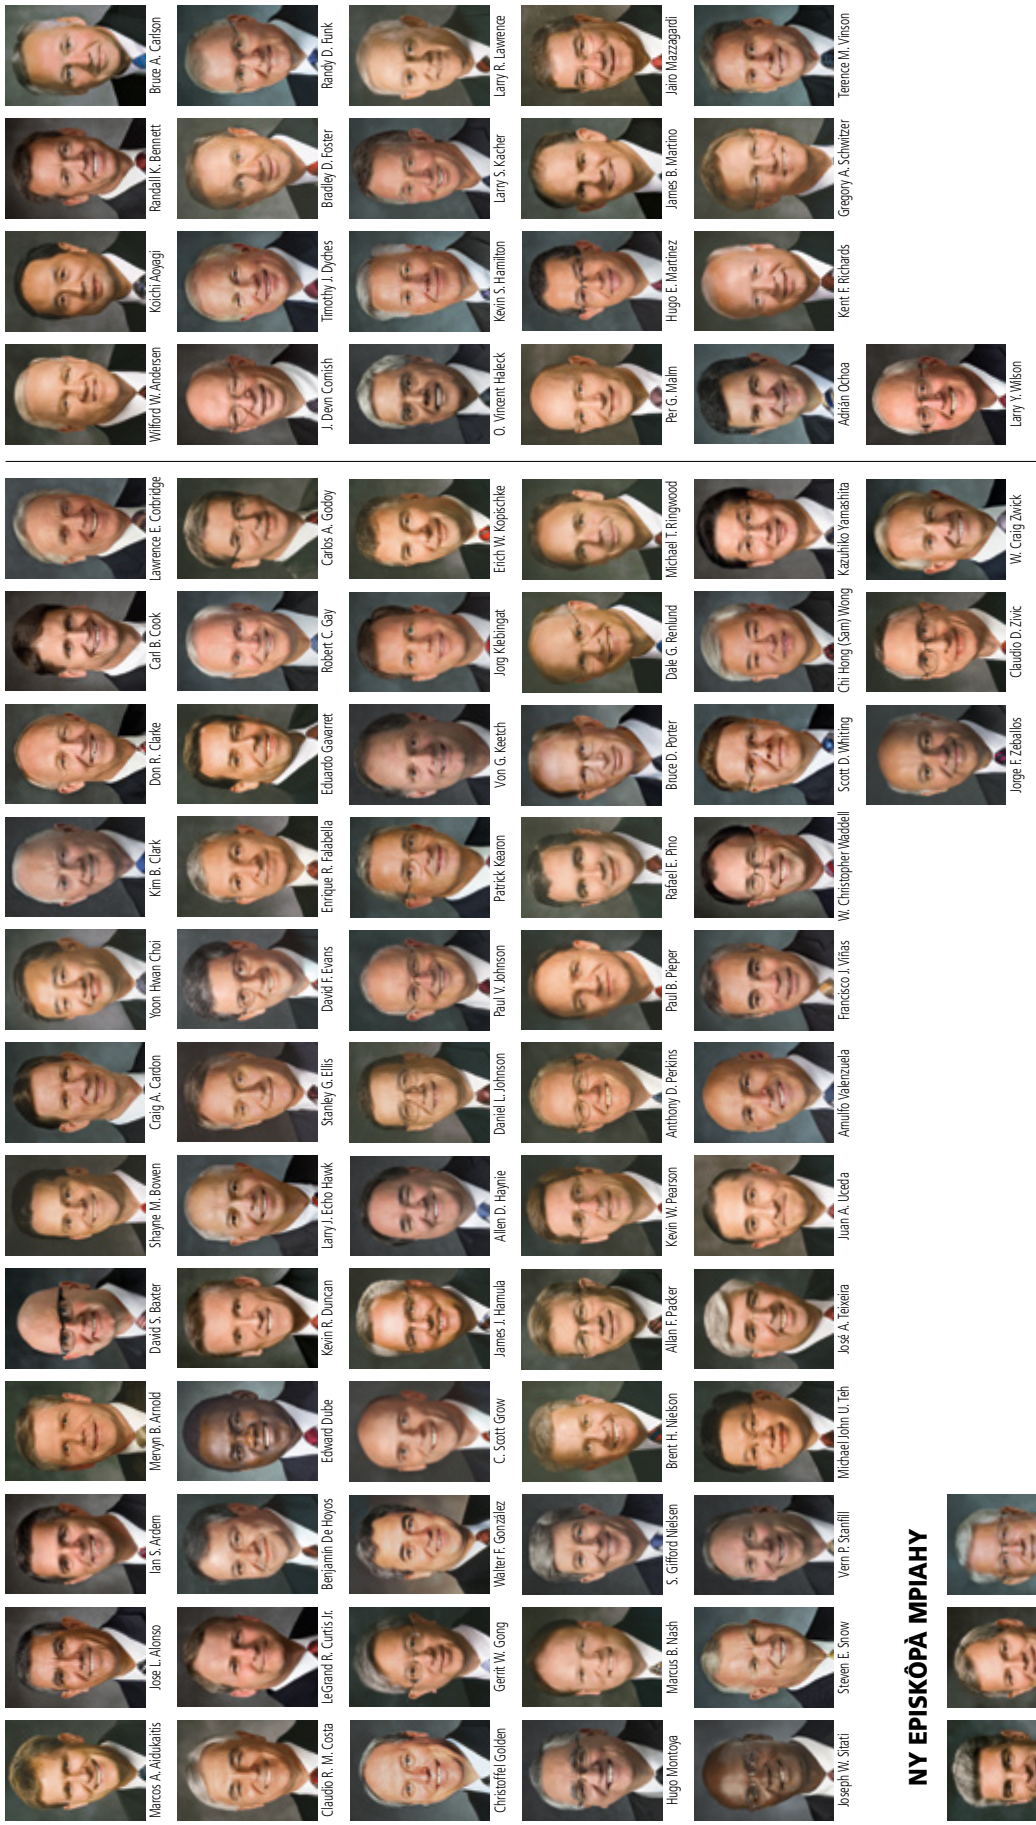 Marcos A. Aidukaitis
Jose L. Alonso
Ian S. Ardern
Mervyn B. Arnold
David S. Baxter
Shayne M. Bowen
Craig A. Cardon
Yoon Hwan Choi
Kim B. Clark
Don R. Clarke
Carl B. Cook
Lawrence E. Corbridge
Claudio R. M. Costa
LeGrand R. Curtis Jr.
Benjamín De Hoyos
Edward Dube
Kevin R. Duncan
Larry J. Echo Hawk
Stanley G. Ellis
David F. Evans
Enrique R. Falabella
Eduardo Gavarret
Robert C. Gay
Carlos A. Godoy
Christoffel Golden
Gerrit W. Gong
Walter F. González
C. Scott Grow
James J. Hamula
Allen D. Haynie
Daniel L. Johnson
Paul V. Johnson
Patrick Kearon
Von G. Keetch
Jörg Klebingat
Erich W. Kopischke
Hugo Montoya
Marcus B. Nash
S. Gifford Nielsen
Brent H. Nielson
Allan F. Packer
Kevin W. Pearson
Anthony D. Perkins
Paul B. Pieper
Rafael E. Pino
Bruce D. Porter
Dale G. Renlund
Michael T. Ringwood
Joseph W. Sitati
Steven E. Snow
Vern P. Stanfill
Michael John U. Teh
José A. Teixeira
Juan A. Uceda
Arnulfo Valenzuela
Francisco J. Viñas
W. Christopher Waddell
Scott D. Whiting
Chi Hong (Sam) Wong
Kazuhiko Yamashita
Jorge F. Zeballos
Claudio D. Zivic
W. Craig Zwick
Wilford W. Andersen
Koichi Aoyagi
Randall K. Bennett
Bruce A. Carlson
J. Devn Cornish
Timothy J. Dyches
Bradley D. Foster
Randy D. Funk
O. Vincent Haleck
Kevin S. Hamilton
Larry S. Kacher
Larry R. Lawrence
Per G. Malm
Hugo E. Martinez
James B. Martino
Jairo Mazzagardi
Adrián Ochoa
Kent F. Richards
Gregory A. Schwitzer
Terence M. Vinson
Larry Y. Wilson
NY EPISKÔPÀ MPIAHY